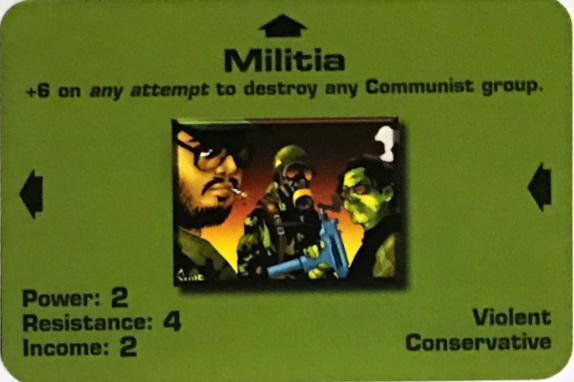 Militia
+6 on any attempt to destroy any Communist group.
Power: 2
Resistance: 4
Income: 2
Violent
Conservative